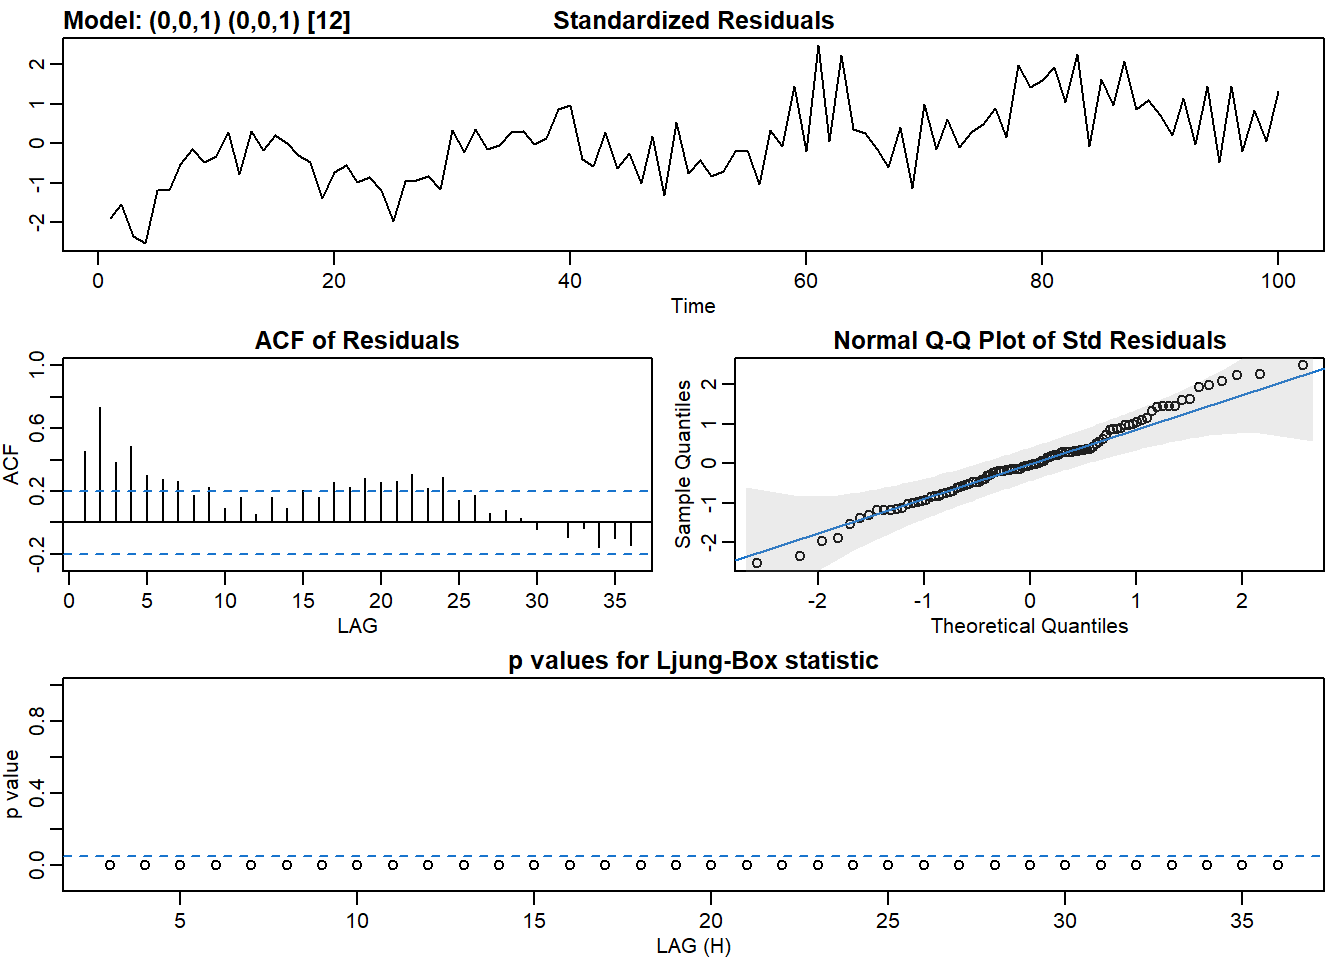 Model: (0,0,1) (0,0,1) [12]
Standardized Residuals
2
1
0
-1
-2
0 20 40 60 80 100
Time
ACF of Residuals
1.0
0.6
0.2
-0.2
ACF
0 5 10 15 20 25 30 35
LAG
Normal Q-Q Plot of Std Residuals
2
1
0
-1
-2
Sample Quantiles
-2 -1 0 1 2
Theoretical Quantiles
p values for Ljung-Box statistic
0.8
0.4
0.0
p value
5 10 15 20 25 30 35
LAG (H)